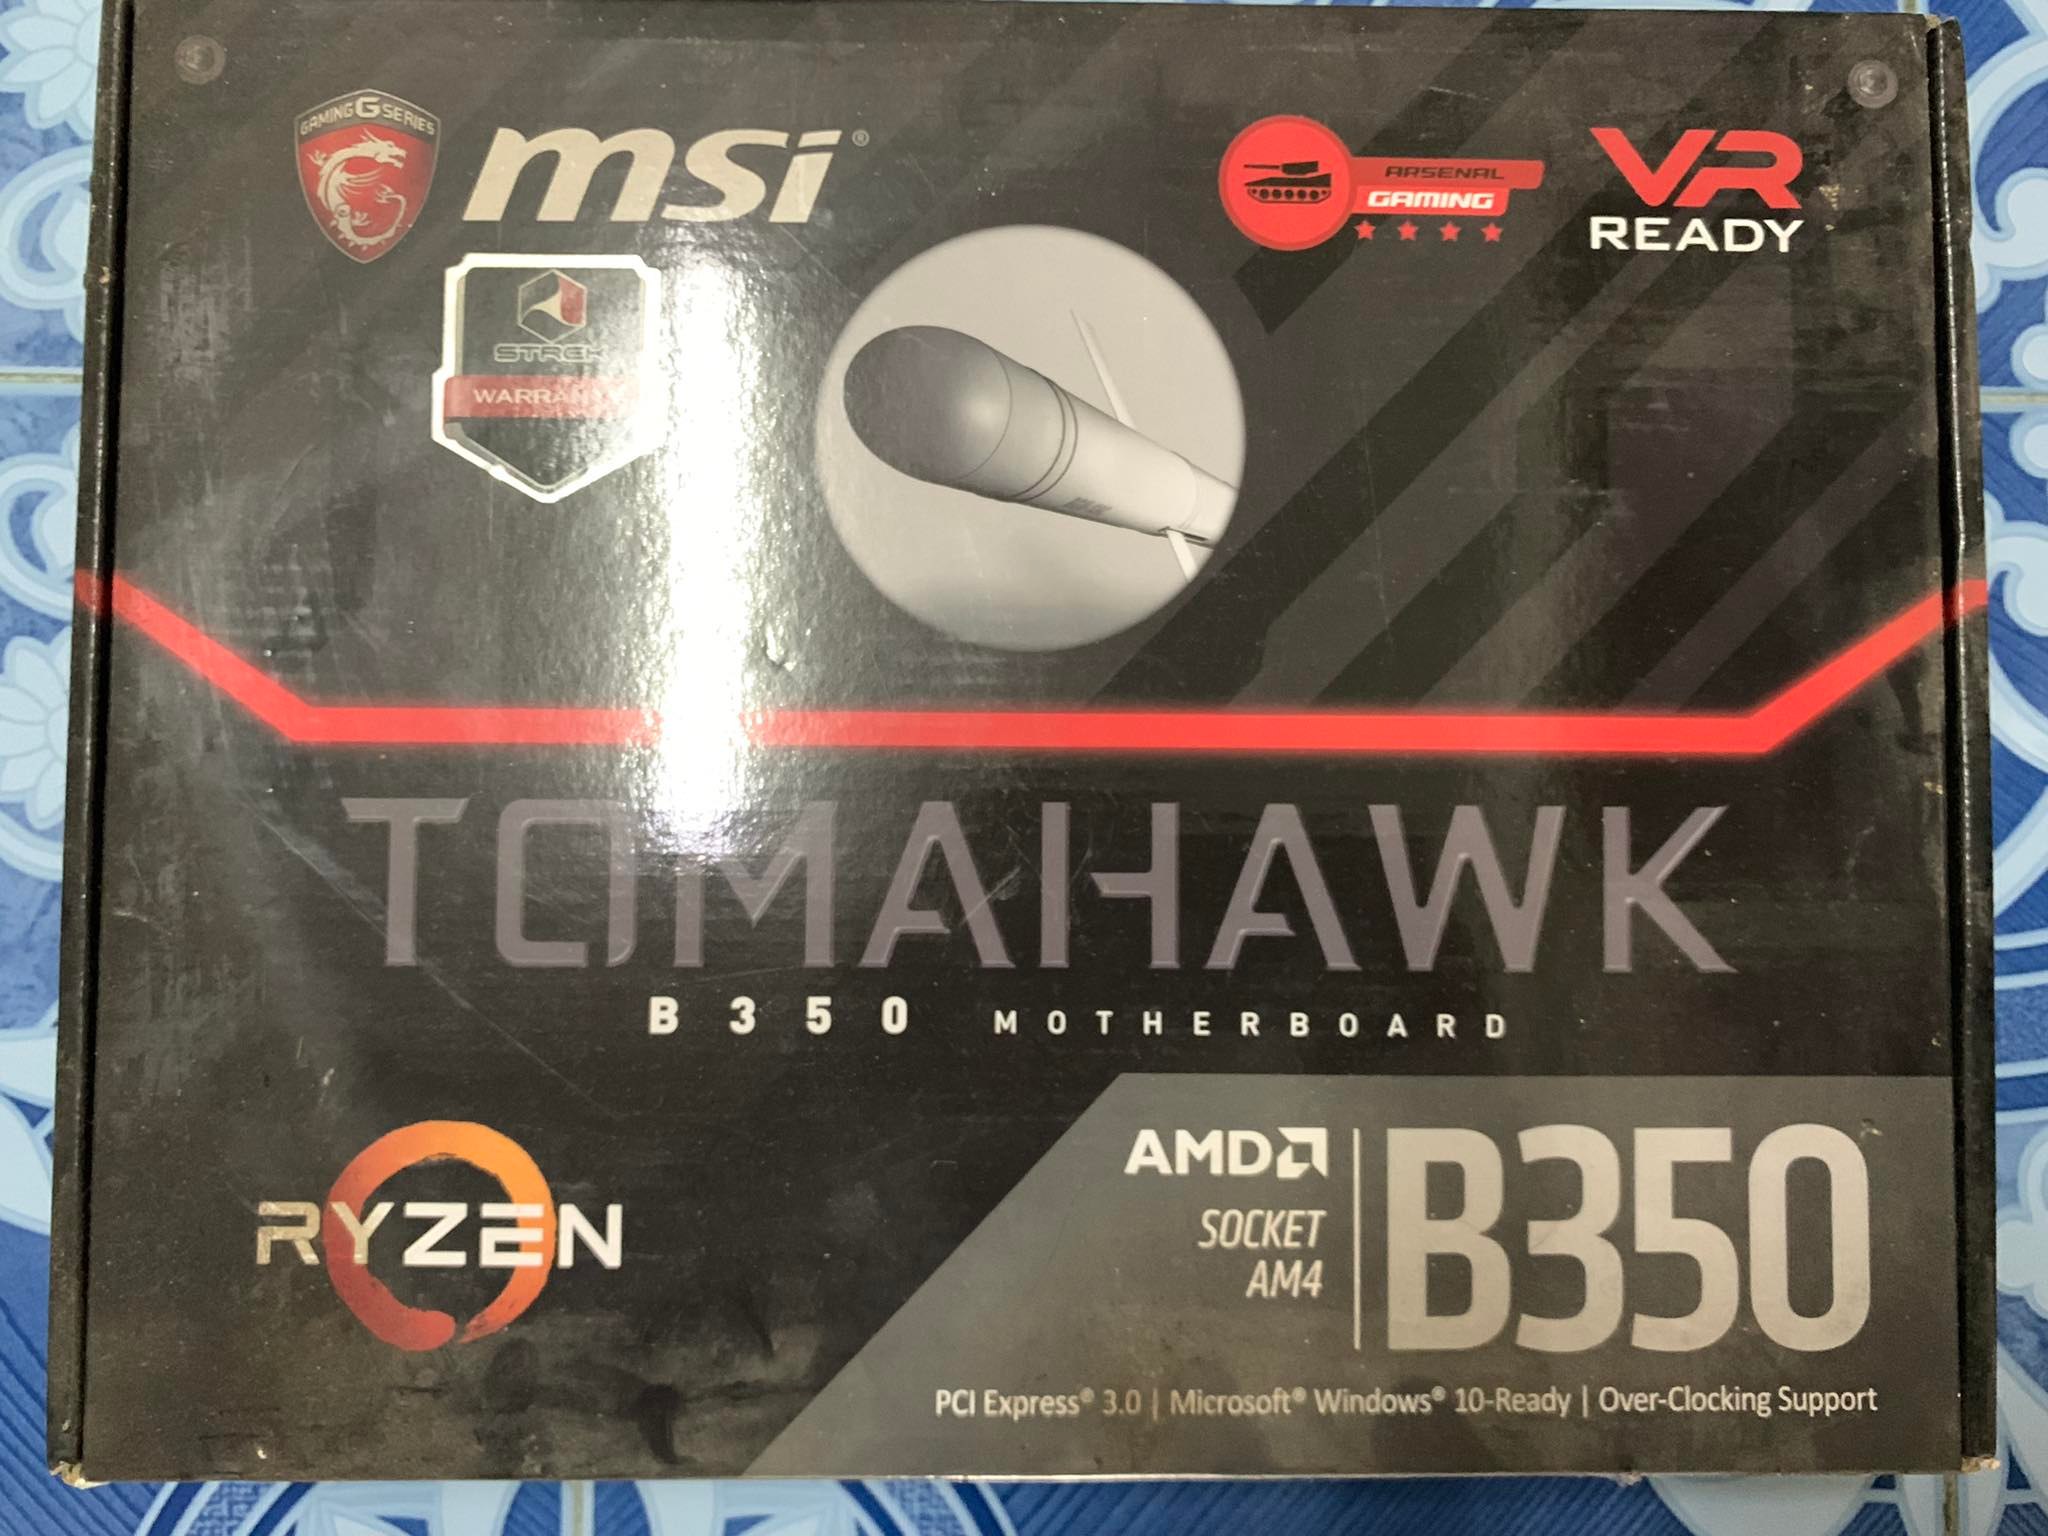 GAMING G SERIES
msi®
ARSENAL
GAMING
VR
READY
STREK
WARRANTY
TOMAHAWK
B350 MOTHERBOARD
RYZEN
AMD
SOCKET
AM4
B350
PCI Express® 3.0 | Microsoft® Windows® 10-Ready | Over-Clocking Support